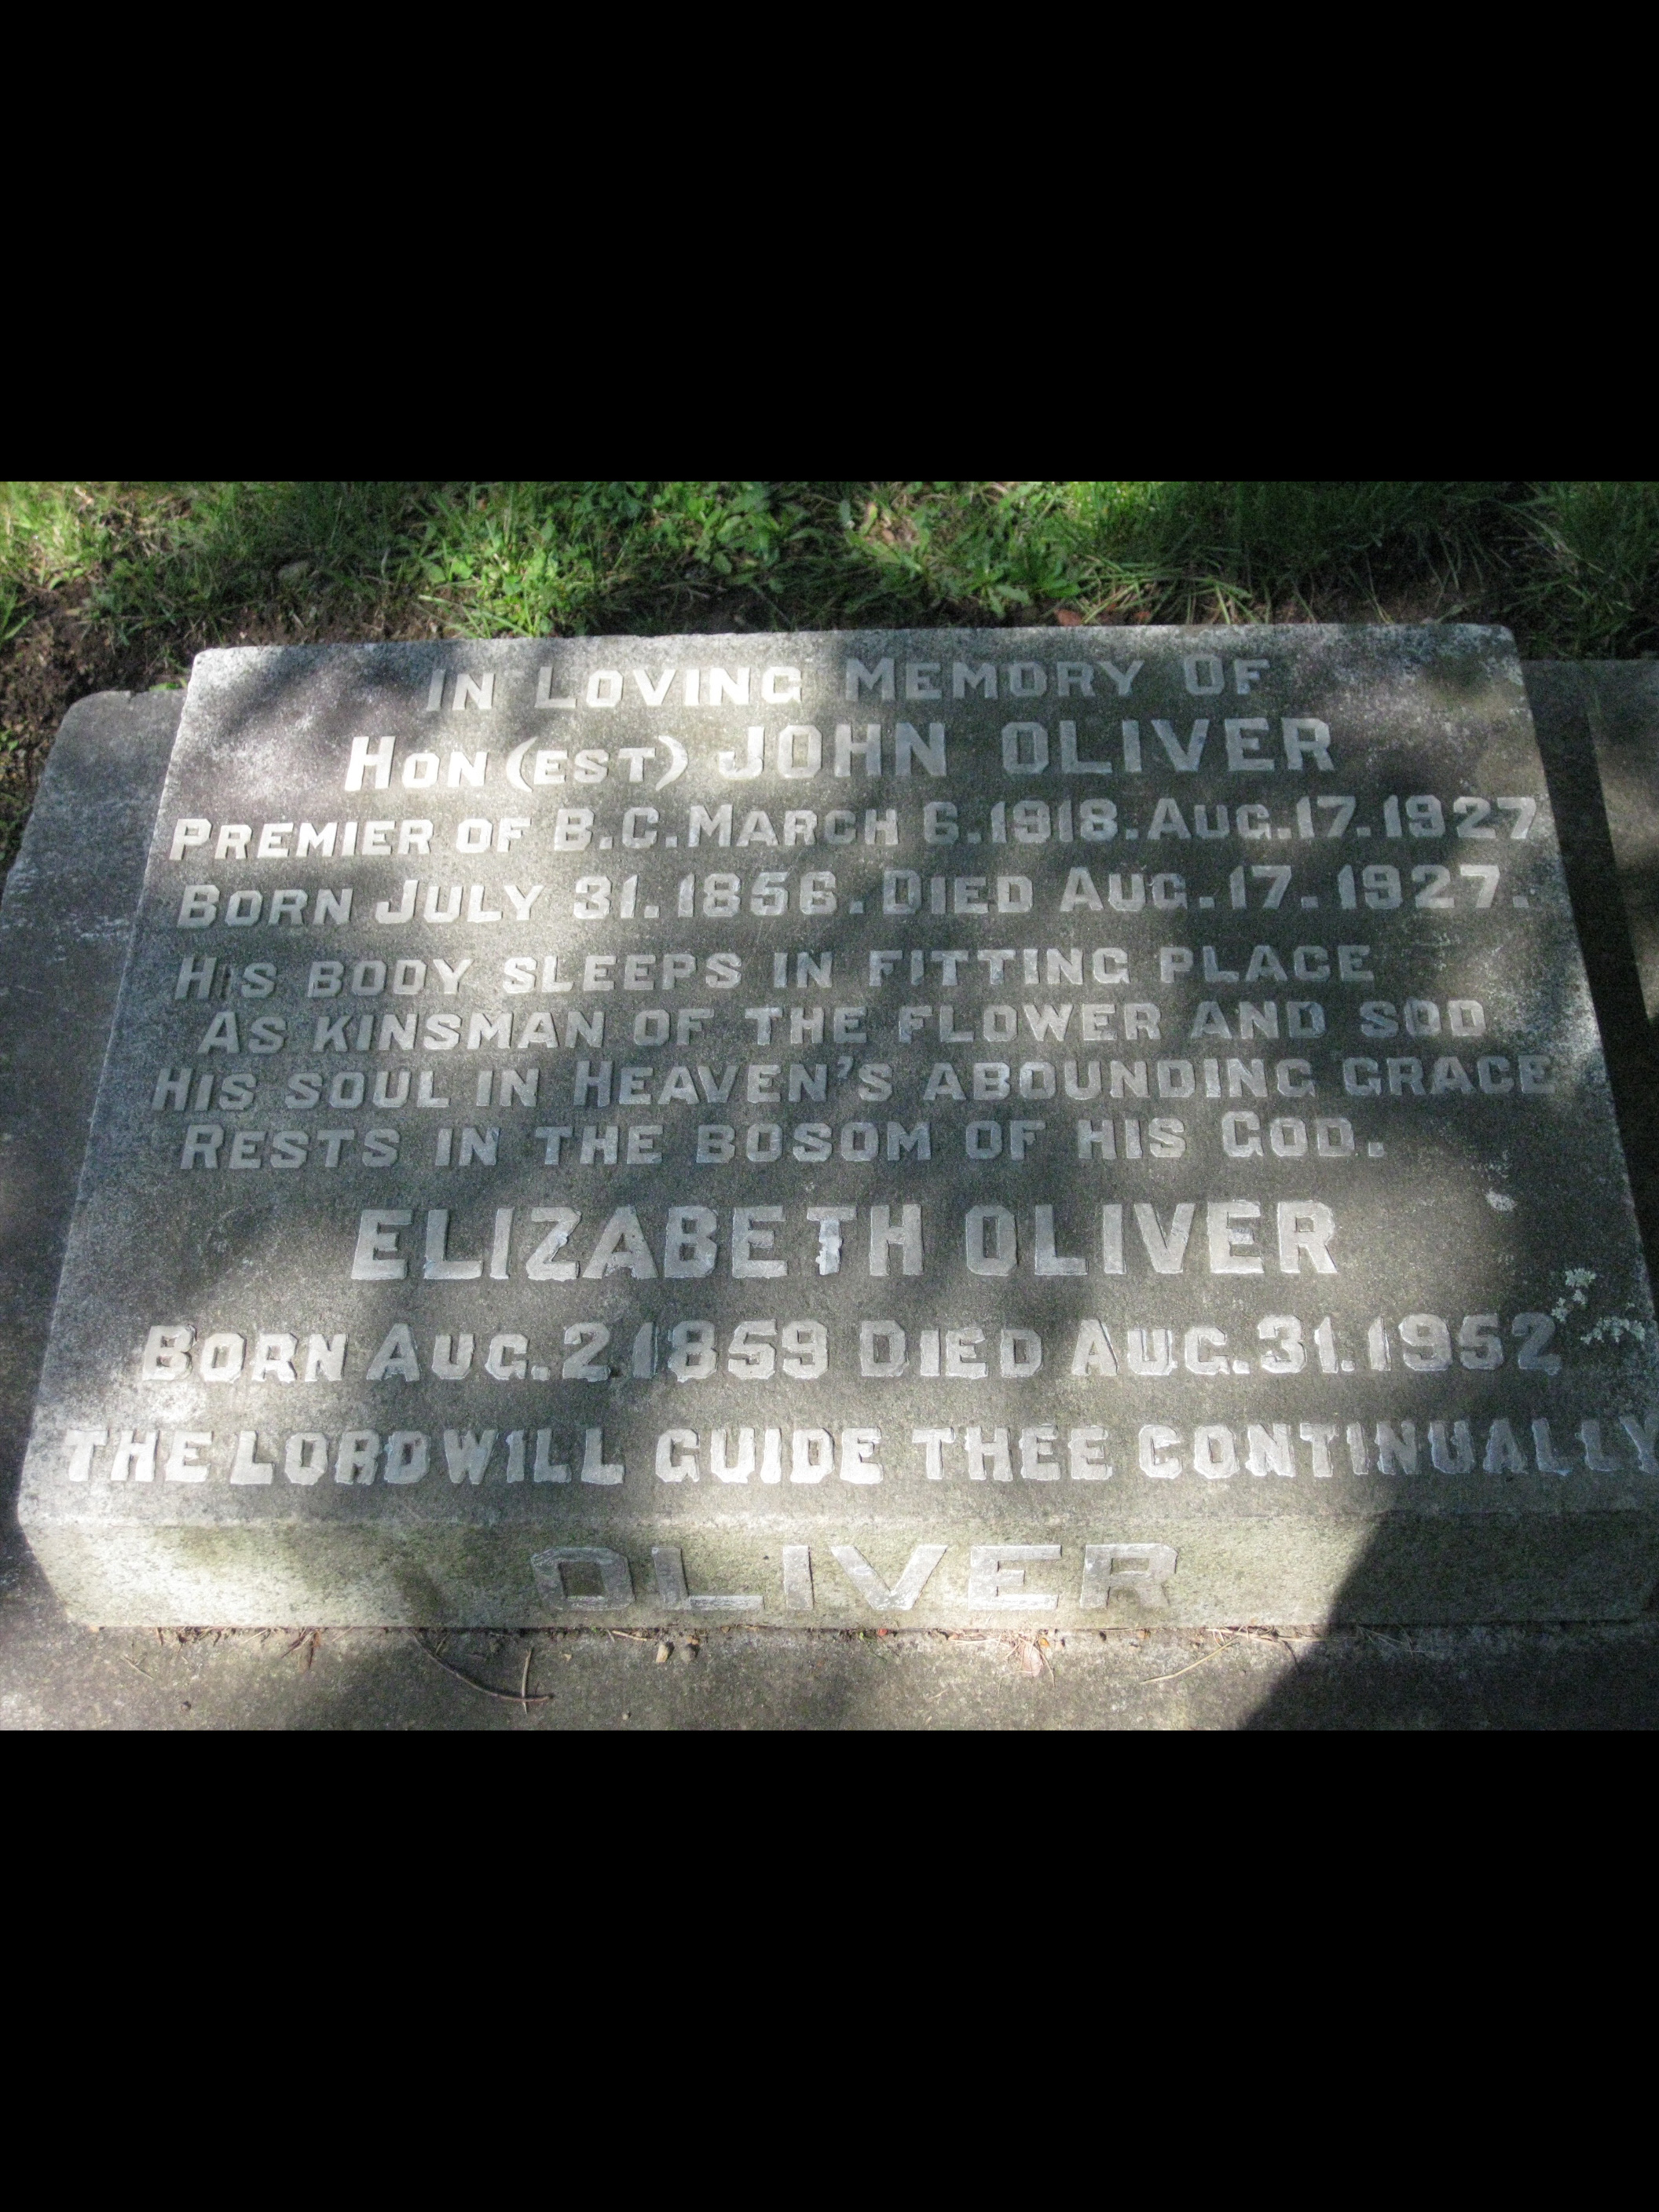 IN LOVING MEMORY OF
HON(EST) JOHN OLIVER
PREMIER OF B.C. MARCH 6.1918. AUG.17.1927
BORN JULY 31.1856. DIED AUG.17.1927.
HIS BODY SLEEPS IN FITTING PLACE
AS KINSMAN OF THE FLOWER AND SOD
HIS SOUL IN HEAVEN'S ABOUNDING GRACE
RESTS IN THE BOSOM OF HIS GOD.
ELIZABETH OLIVER
BORN AUG.2 1859 DIED AUG.31.1952
THE LORD WILL GUIDE THEE CONTINUALLY
OLIVER